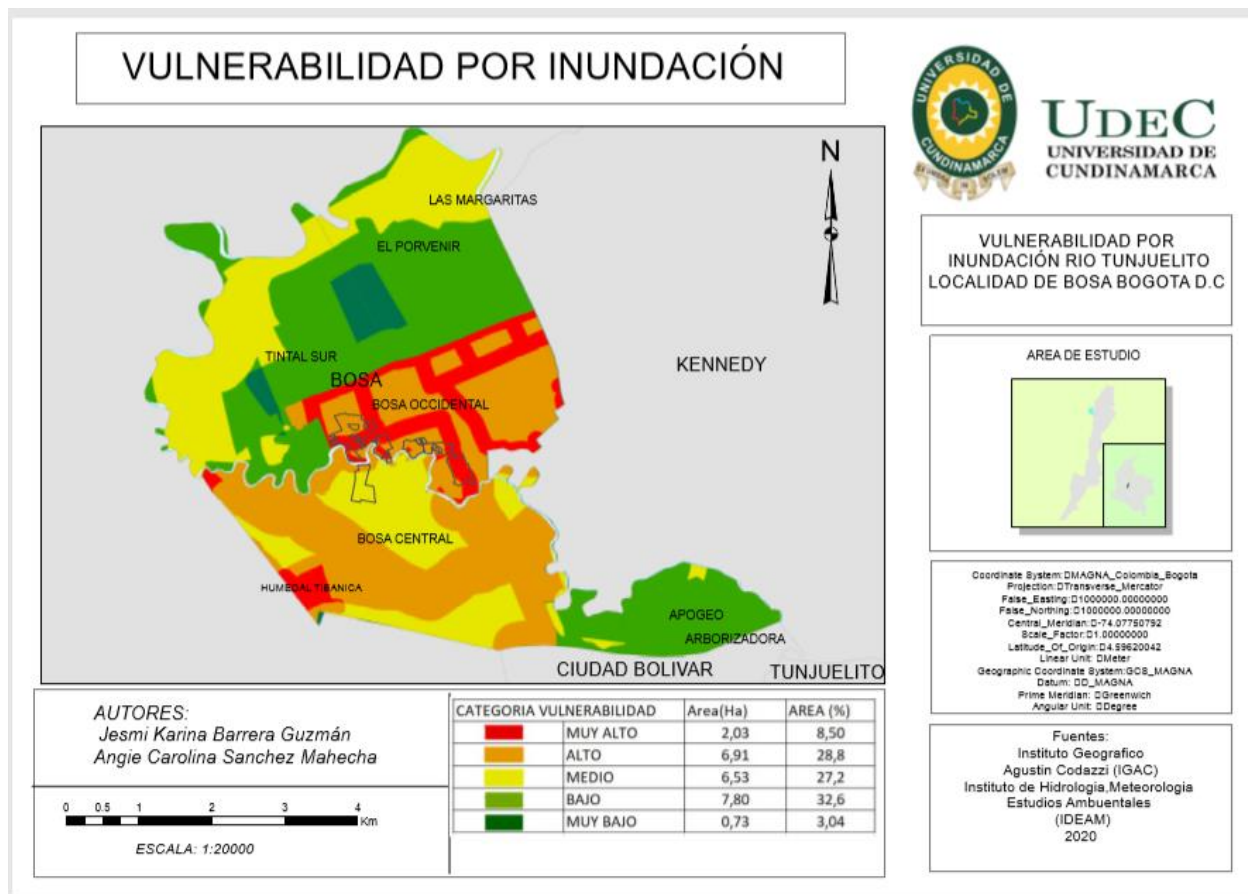 VULNERABILIDAD POR INUNDACIÓN
UNIVERSIDAD DE
CUNDINAMARCA
UDEC
UNIVERSIDAD DE
CUNDINAMARCA
N
LAS MARGARITAS
EL PORVENIR
TINTAL SUR
BOSA
BOSA OCCIDENTAL
KENNEDY
BOSA CENTRAL
HUMEDAL TIBANICA
APOGEO
ARBORIZADORA
CIUDAD BOLIVAR
TUNJUELITO
VULNERABILIDAD POR
INUNDACIÓN RIO TUNJUELITO
LOCALIDAD DE BOSA BOGOTA D.C
AREA DE ESTUDIO
Coordinate System: MAGNA_Colombia_Bogota
Projection: Transverse_Mercator
False_Easting: 1000000.00000000
False_Northing: 1000000.00000000
Central_Meridian: -74.07750792
Scale_Factor: 1.00000000
Latitude_Of_Origin: 4.59620042
Linear Unit: Meter
Geographic Coordinate System: GCS_MAGNA
Datum: D_MAGNA
Prime Meridian: Greenwich
Angular Unit: Degree
Fuentes:
Instituto Geografico
Agustin Codazzi (IGAC)
Instituto de Hidrologia,Meteorologia
Estudios Ambuentales
(IDEAM)
2020
AUTORES:
Jesmi Karina Barrera Guzmán
Angie Carolina Sanchez Mahecha
0 0.5 1 2 3 4
Km
ESCALA: 1:20000
CATEGORIA VULNERABILIDAD Area(Ha) AREA (%)
MUY ALTO 2,03 8,50
ALTO 6,91 28,8
MEDIO 6,53 27,2
BAJO 7,80 32,6
MUY BAJO 0,73 3,04